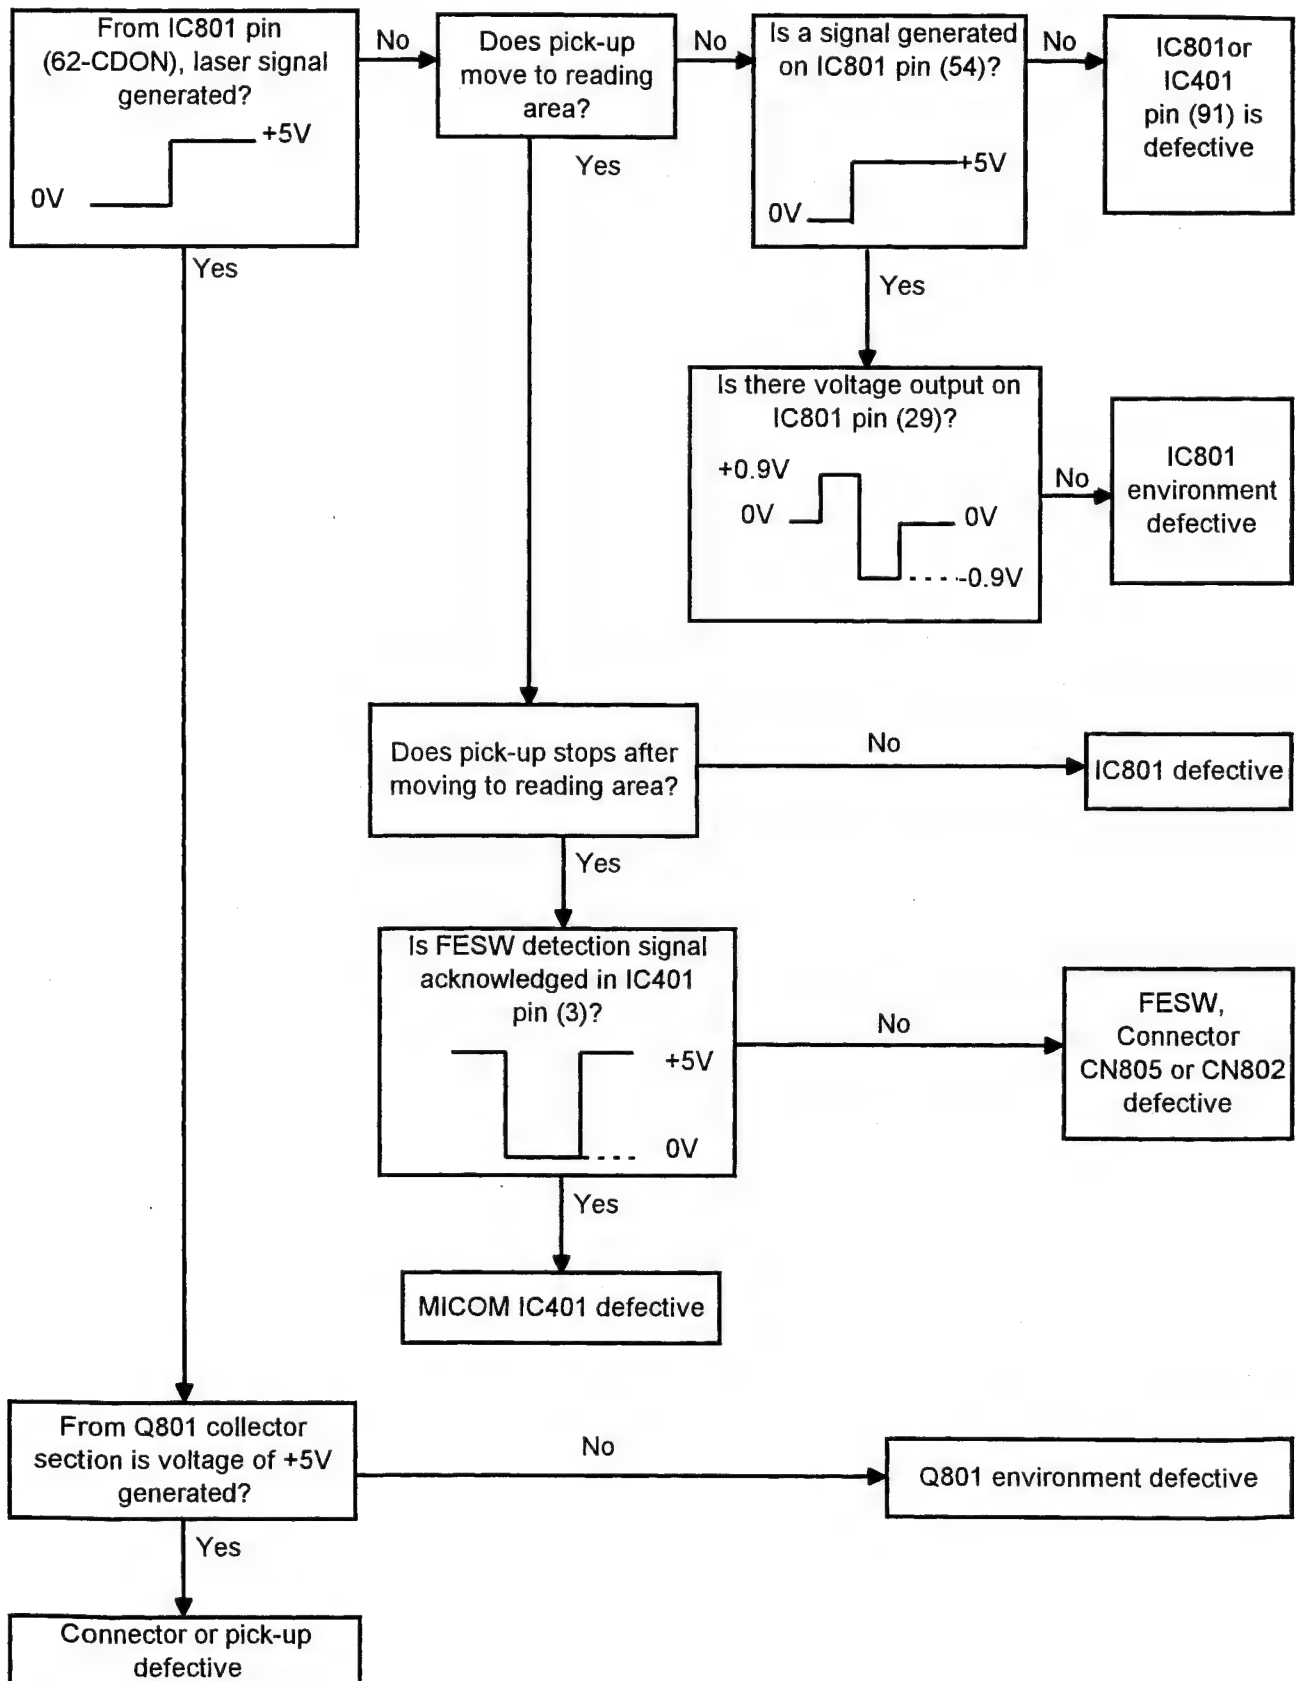 From IC801 pin
(62-CDON), laser signal
generated?
+5V
0V
No
Does pick-up
move to reading
area?
No
Is a signal generated
on IC801 pin (54)?
+5V
0V
No
IC801or
IC401
pin (91) is
defective
Yes
Yes
Yes
Is there voltage output on
IC801 pin (29)?
+0.9V
0V
0V
-0.9V
No
IC801
environment
defective
Does pick-up stops after
moving to reading area?
No
IC801 defective
Yes
Is FESW detection signal
acknowledged in IC401
pin (3)?
+5V
0V
No
FESW,
Connector
CN805 or CN802
defective
Yes
MICOM IC401 defective
From Q801 collector
section is voltage of +5V
generated?
No
Q801 environment defective
Yes
Connector or pick-up
defective